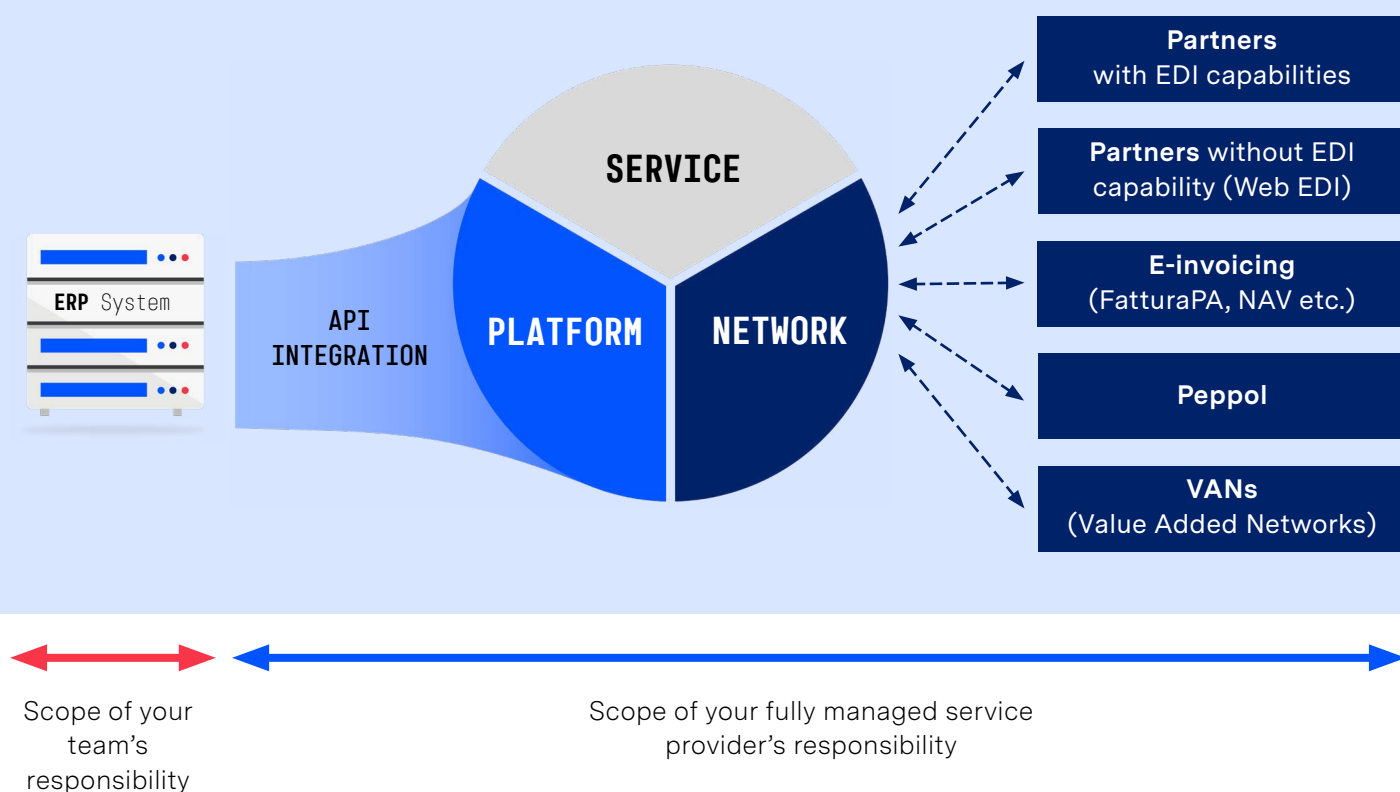 ERP System
API
INTEGRATION
SERVICE
PLATFORM
NETWORK
Partners
with EDI capabilities
Partners without EDI
capability (Web EDI)
E-invoicing
(FatturaPA, NAV etc.)
Peppol
VANs
(Value Added Networks)
Scope of your
team’s
responsibility
Scope of your fully managed service
provider’s responsibility